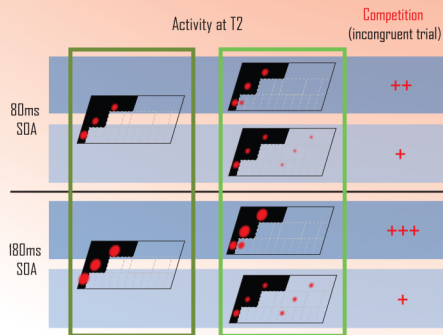 Activity at T2
Competition
(incongruent trial)
80ms
SOA
++
+
180ms
SOA
+++
+